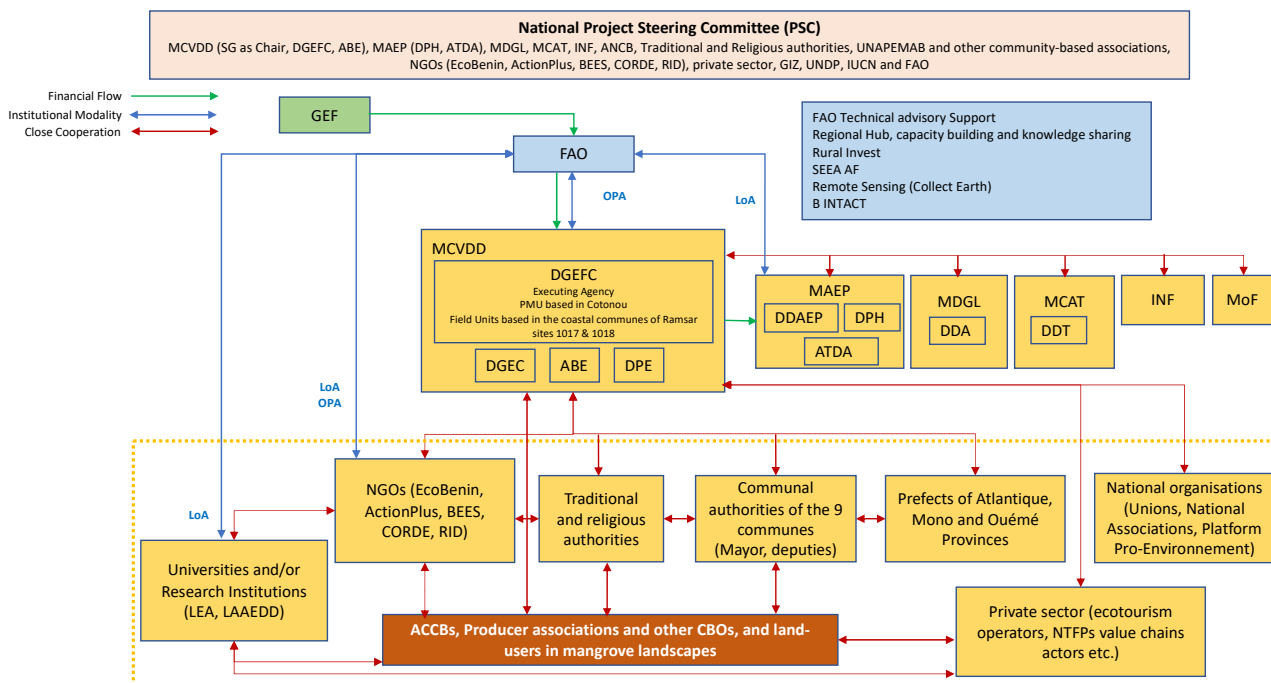 National Project Steering Committee (PSC)
MCVDD (SG as Chair, DGEFC, ABE), MAEP (DPH, ATDA), MDGL, MCAT, INF, ANCB, Traditional and Religious authorities, UNAPEMAB and other community-based associations,
NGOs (EcoBenin, ActionPlus, BEES, CORDE, RID), private sector, GIZ, UNDP, IUCN and FAO
Financial Flow
Institutional Modality
Close Cooperation
GEF
FAO
FAO Technical advisory Support
Regional Hub, capacity building and knowledge sharing
Rural Invest
SEEA AF
Remote Sensing (Collect Earth)
B INTACT
OPA
LoA
MCVDD
DGEFC
Executing Agency
PMU based in Cotonou
Field Units based in the coastal communes of Ramsar
sites 1017 & 1018
DGEC
ABE
DPE
MAEP
DDAEP
DPH
ATDA
MDGL
DDA
MCAT
DDT
INF
MoF
LoA
OPA
LoA
NGOs (EcoBenin,
ActionPlus, BEES,
CORDE, RID)
Traditional
and religious
authorities
Communal
authorities of the 9
communes
(Mayor, deputies)
Prefects of Atlantique,
Mono and Ouémé
Provinces
National organisations
(Unions, National
Associations, Platform
Pro-Environnement)
Universities and/or
Research Institutions
(LEA, LAAEDD)
ACCBs, Producer associations and other CBOs, and land-
users in mangrove landscapes
Private sector (ecotourism
operators, NTFPs value chains
actors etc.)